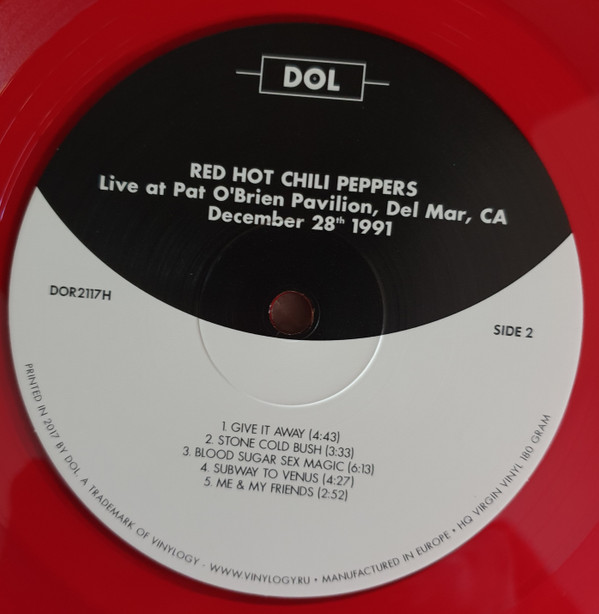 DOL
RED HOT CHILI PEPPERS
Live at Pat O'Brien Pavilion, Del Mar, CA
December 28th 1991
DOR2117H
SIDE 2
1. GIVE IT AWAY (4:43)
2. STONE COLD BUSH (3:33)
3. BLOOD SUGAR SEX MAGIC (6:13)
4. SUBWAY TO VENUS (4:27)
5. ME & MY FRIENDS (2:52)
PRINTED IN 2017 BY DOL. A TRADEMARK OF VINYLOGY - WWW.VINYLOGY.RU • MANUFACTURED IN EUROPE • HQ VIRGIN VINYL 180 GRAM